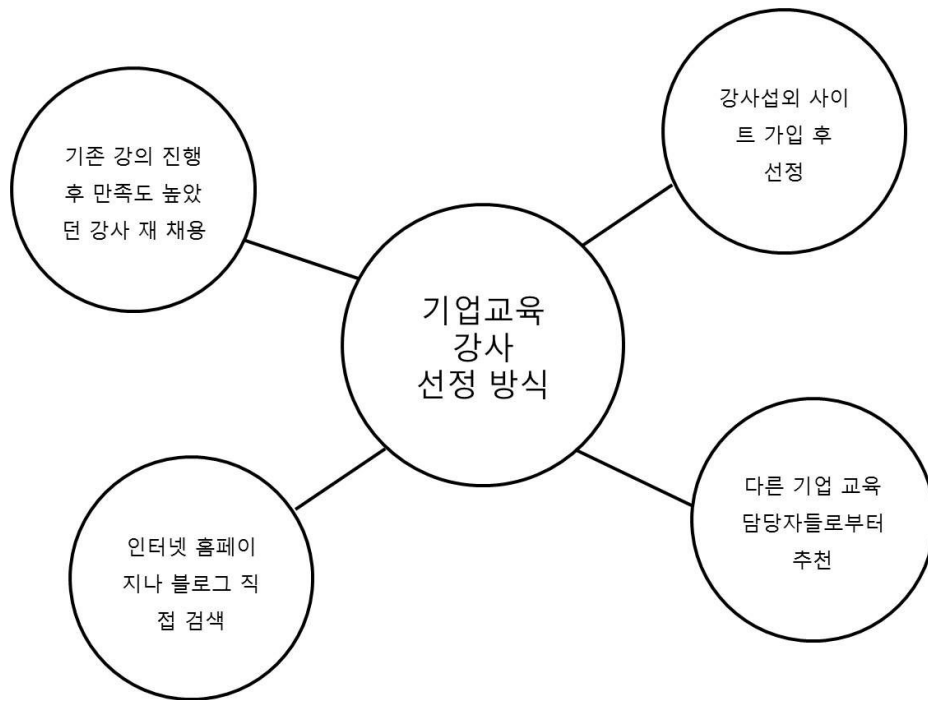 기존 강의 진행
후 만족도 높았
던 강사 재 채용
강사섭외 사이
트 가입 후
선정
기업교육
강사
선정 방식
인터넷 홈페이
지나 블로그 직
접 검색
다른 기업 교육
담당자들로부터
추천